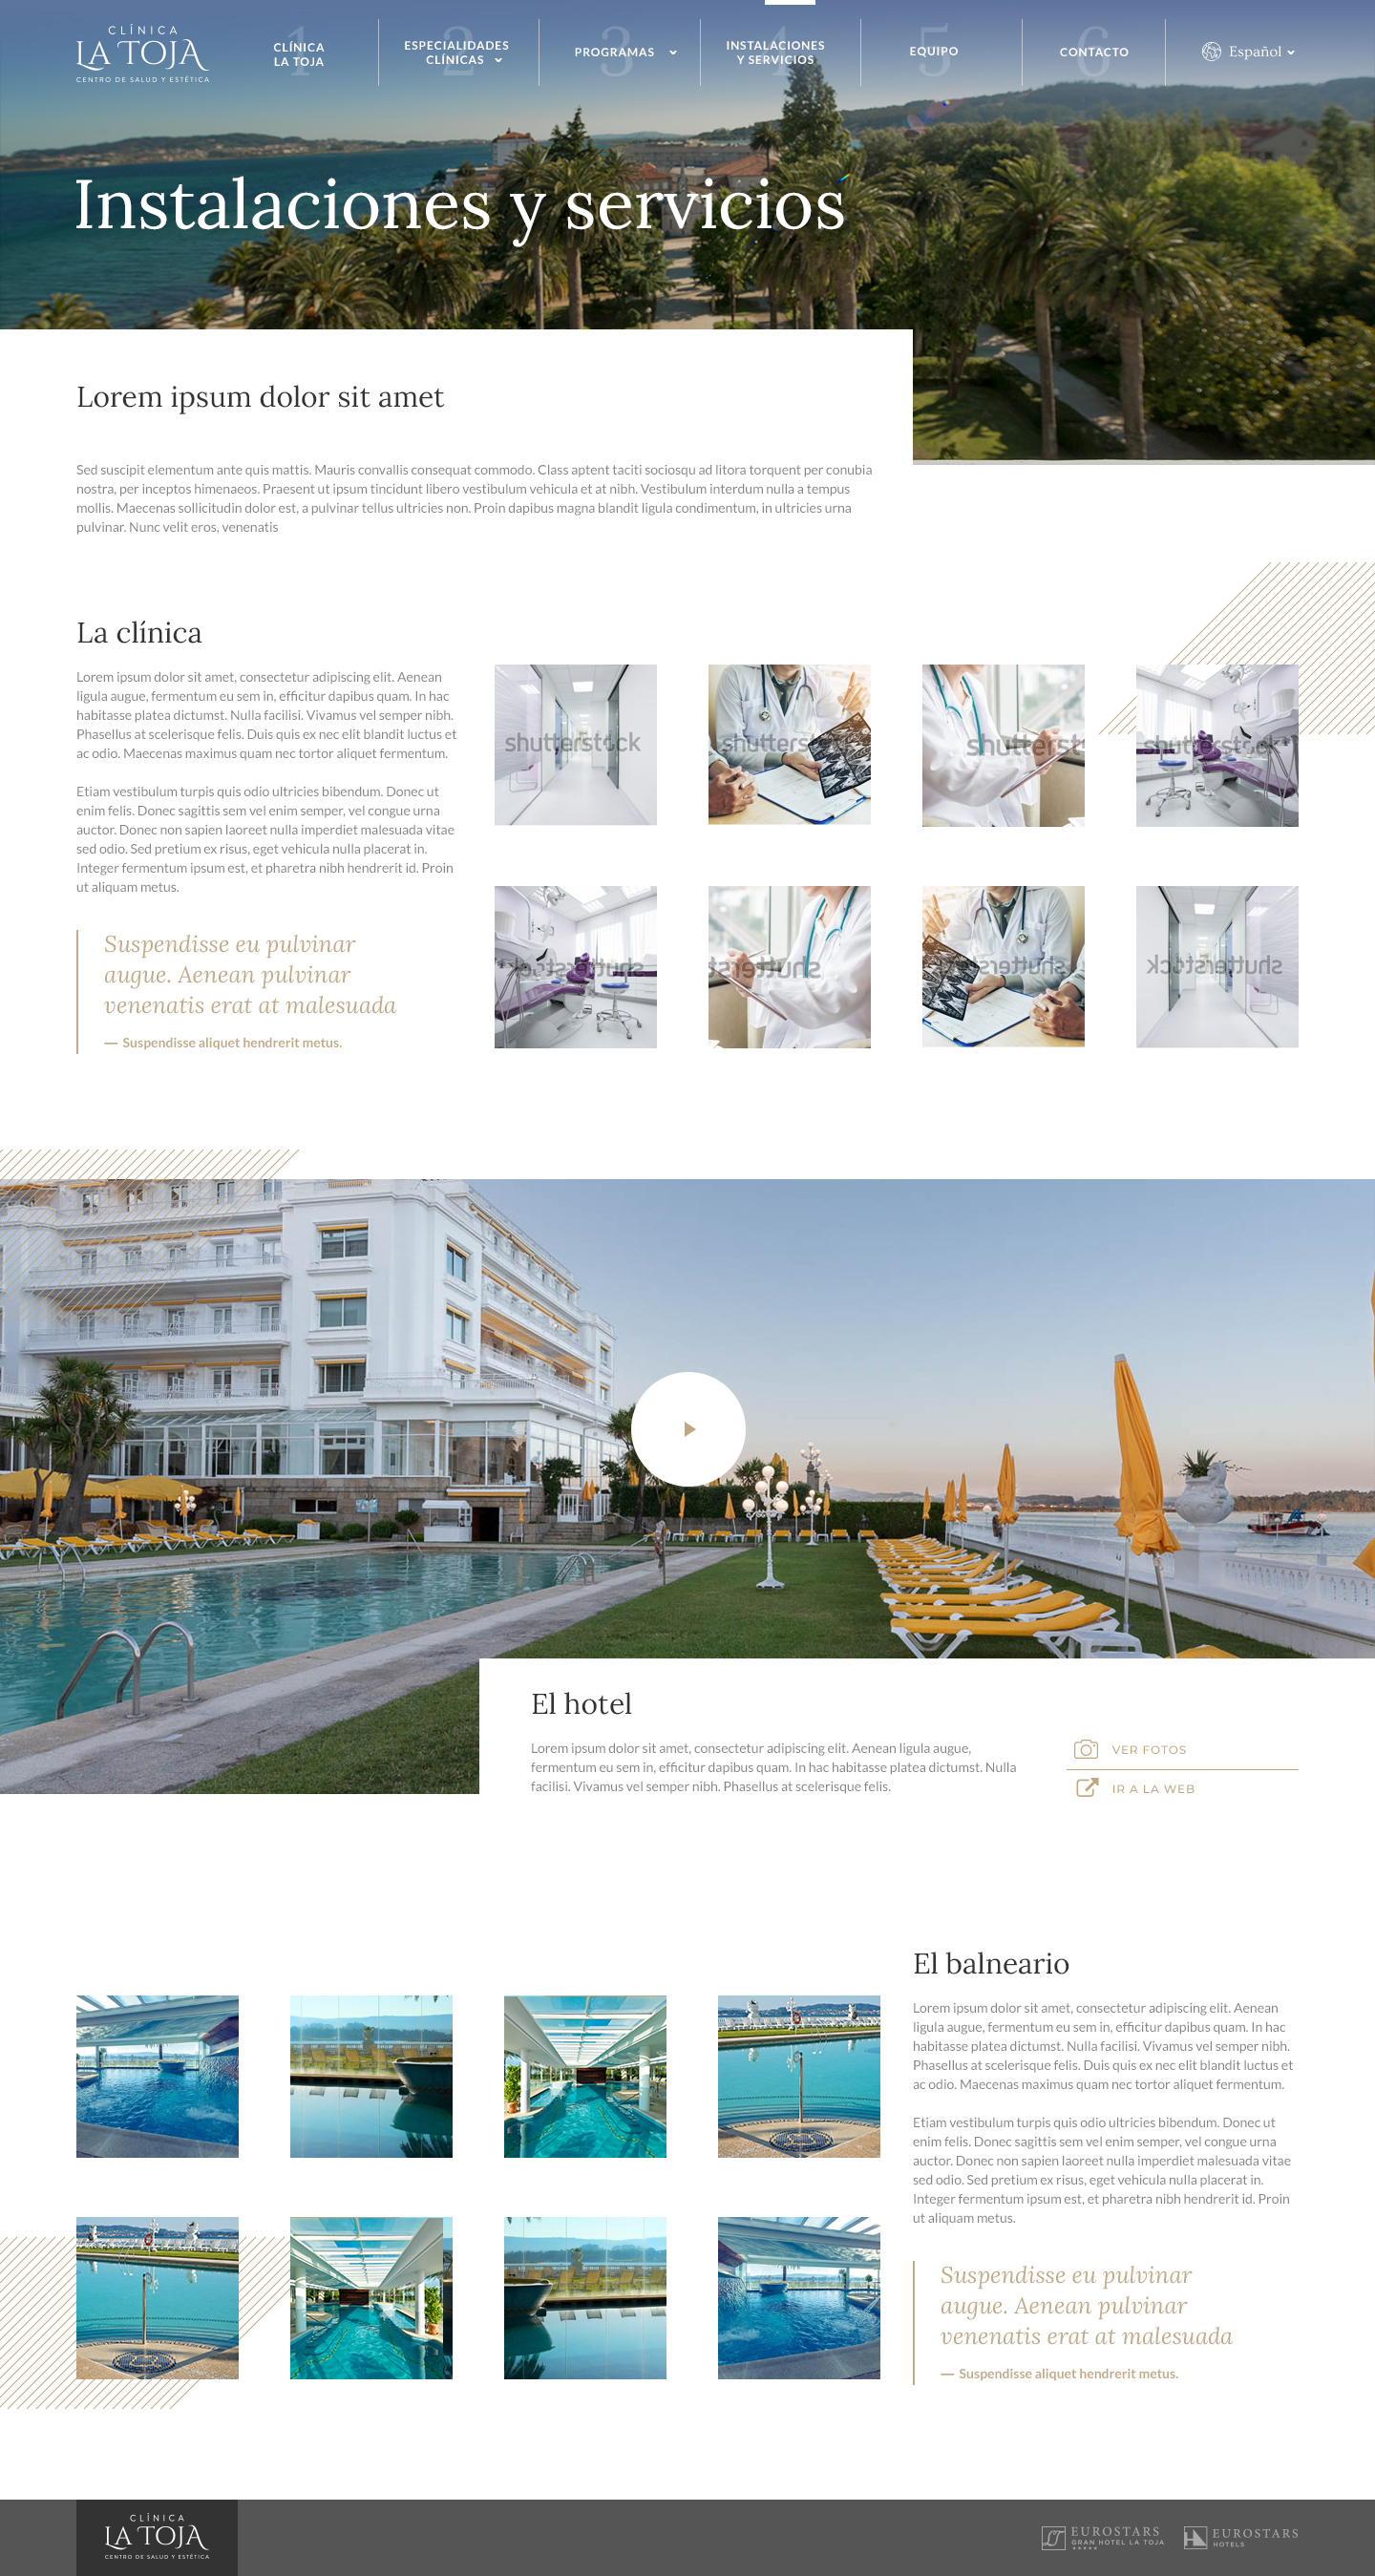 CLÍNICA
LA TOJA
CENTRO DE SALUD Y ESTÉTICA
1
CLÍNICA
LA TOJA
2
ESPECIALIDADES
CLÍNICAS
3
PROGRAMAS
4
INSTALACIONES
Y SERVICIOS
5
EQUIPO
6
CONTACTO
Español
Instalaciones y servicios
Lorem ipsum dolor sit amet
Sed suscipit elementum ante quis mattis. Mauris convallis consequat commodo. Class aptent taciti sociosqu ad litora torquent per conubia
nostra, per inceptos himenaeos. Praesent ut ipsum tincidunt libero vestibulum vehicula et at nibh. Vestibulum interdum nulla a tempus
mollis. Maecenas sollicitudin dolor est, a pulvinar tellus ultricies non. Proin dapibus magna blandit ligula condimentum, in ultricies urna
pulvinar. Nunc velit eros, venenatis
La clínica
Lorem ipsum dolor sit amet, consectetur adipiscing elit. Aenean
ligula augue, fermentum eu sem in, efficitur dapibus quam. In hac
habitasse platea dictumst. Nulla facilisi. Vivamus vel semper nibh.
Phasellus at scelerisque felis. Duis quis ex nec elit blandit luctus et
ac odio. Maecenas maximus quam nec tortor aliquet fermentum.
Etiam vestibulum turpis quis odio ultricies bibendum. Donec ut
enim felis. Donec sagittis sem vel enim semper, vel congue urna
auctor. Donec non sapien laoreet nulla imperdiet malesuada vitae
sed odio. Sed pretium ex risus, eget vehicula nulla placerat in.
Integer fermentum ipsum est, et pharetra nibh hendrerit id. Proin
ut aliquam metus.
Suspendisse eu pulvinar
augue. Aenean pulvinar
venenatis erat at malesuada
— Suspendisse aliquet hendrerit metus.
shutterstock
shutterst
shutterst
shutterstock
shutterstock
shutterst
shutterst
shutterstock
El hotel
Lorem ipsum dolor sit amet, consectetur adipiscing elit. Aenean ligula augue,
fermentum eu sem in, efficitur dapibus quam. In hac habitasse platea dictumst. Nulla
facilisi. Vivamus vel semper nibh. Phasellus at scelerisque felis.
VER FOTOS
IR A LA WEB
El balneario
Lorem ipsum dolor sit amet, consectetur adipiscing elit. Aenean
ligula augue, fermentum eu sem in, efficitur dapibus quam. In hac
habitasse platea dictumst. Nulla facilisi. Vivamus vel semper nibh.
Phasellus at scelerisque felis. Duis quis ex nec elit blandit luctus et
ac odio. Maecenas maximus quam nec tortor aliquet fermentum.
Etiam vestibulum turpis quis odio ultricies bibendum. Donec ut
enim felis. Donec sagittis sem vel enim semper, vel congue urna
auctor. Donec non sapien laoreet nulla imperdiet malesuada vitae
sed odio. Sed pretium ex risus, eget vehicula nulla placerat in.
Integer fermentum ipsum est, et pharetra nibh hendrerit id. Proin
ut aliquam metus.
Suspendisse eu pulvinar
augue. Aenean pulvinar
venenatis erat at malesuada
— Suspendisse aliquet hendrerit metus.
CLÍNICA
LA TOJA
CENTRO DE SALUD Y ESTÉTICA
EUROSTARS
GRAN HOTEL LA TOJA
EUROSTARS
HOTELS